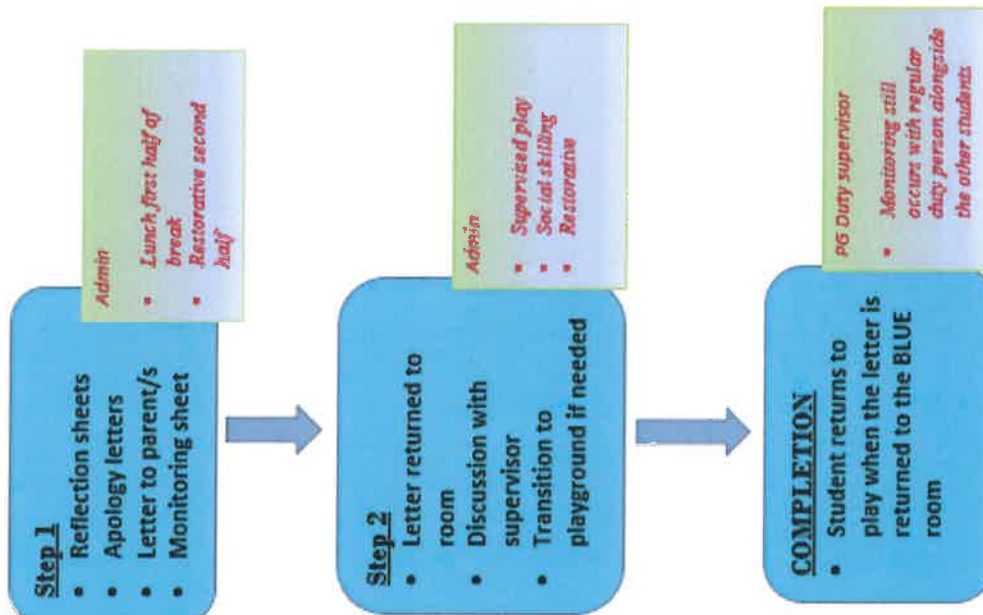 Step 1
• Reflection sheets
• Apology letters
• Letter to parent/s
• Monitoring sheet
Admin
• Lunch first half of
break
• Restorative second
half
Step 2
• Letter returned to
room
• Discussion with
supervisor
• Transition to
playground if needed
Admin
• Supervised play
• Social skilling
• Restorative
COMPLETION
• Student returns to
play when the letter is
returned to the BLUE
room
PG Duty supervisor
• Monitoring still
occurs with regular
duty person alongside
the other students